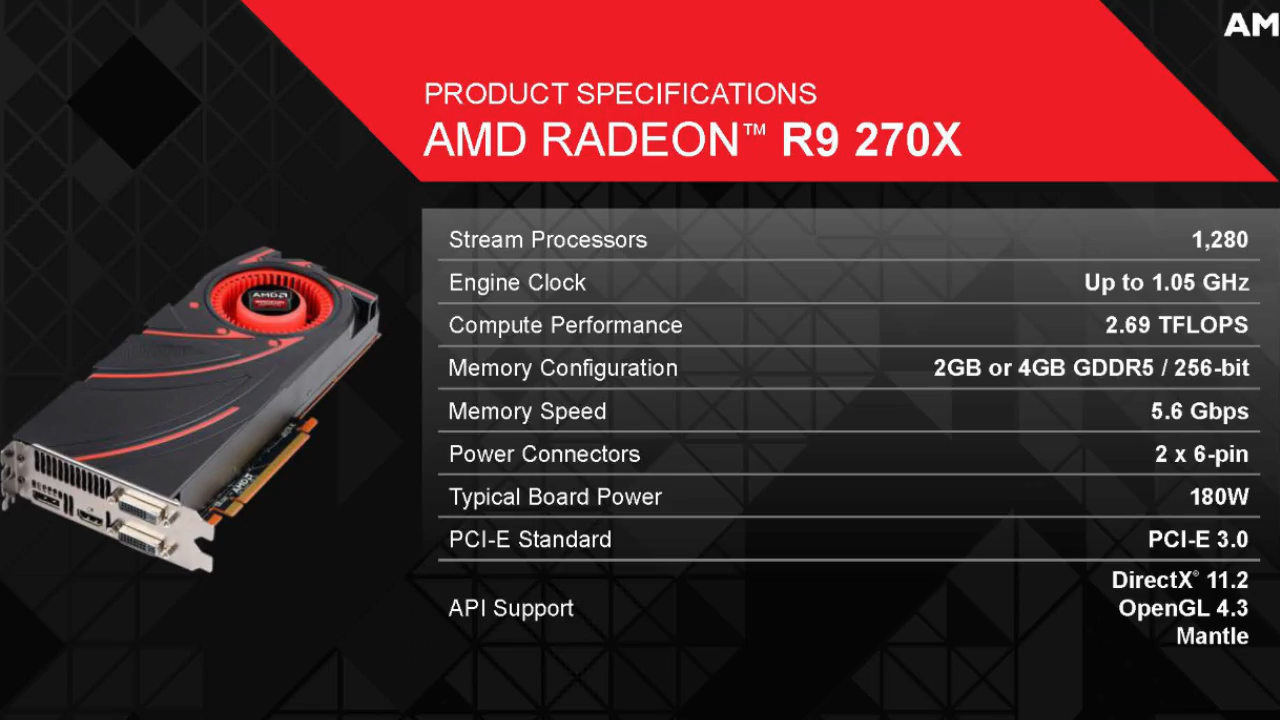 AM
PRODUCT SPECIFICATIONS
AMD RADEON™ R9 270X
Stream Processors 1,280
Engine Clock Up to 1.05 GHz
Compute Performance 2.69 TFLOPS
Memory Configuration 2GB or 4GB GDDR5 / 256-bit
Memory Speed 5.6 Gbps
Power Connectors 2 x 6-pin
Typical Board Power 180W
PCI-E Standard PCI-E 3.0
API Support
DirectX® 11.2
OpenGL 4.3
Mantle
AMD
AMD